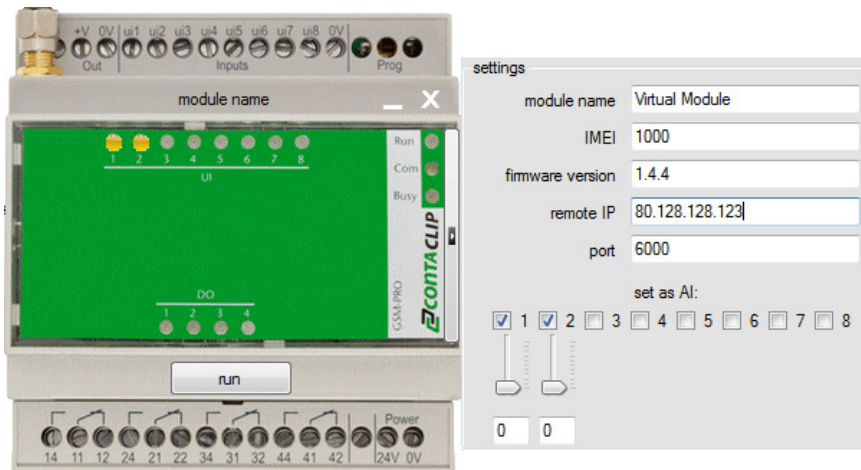 +V 0V ui1 ui2 ui3 ui4 ui5 ui6 ui7 ui8 0V
Out Inputs Prog
module name
X
1 2 3 4 5 6 7 8
UI
Run
Com
Busy
GSM-PRO
CONTACLIP
DO
1 2 3 4
run
Power
14 11 12 24 21 22 34 31 32 44 41 42 24V 0V
settings
module name Virtual Module
IMEI 1000
firmware version 1.4.4
remote IP 80.128.128.123
port 6000
set as AI:
1 2 3 4 5 6 7 8
0 0